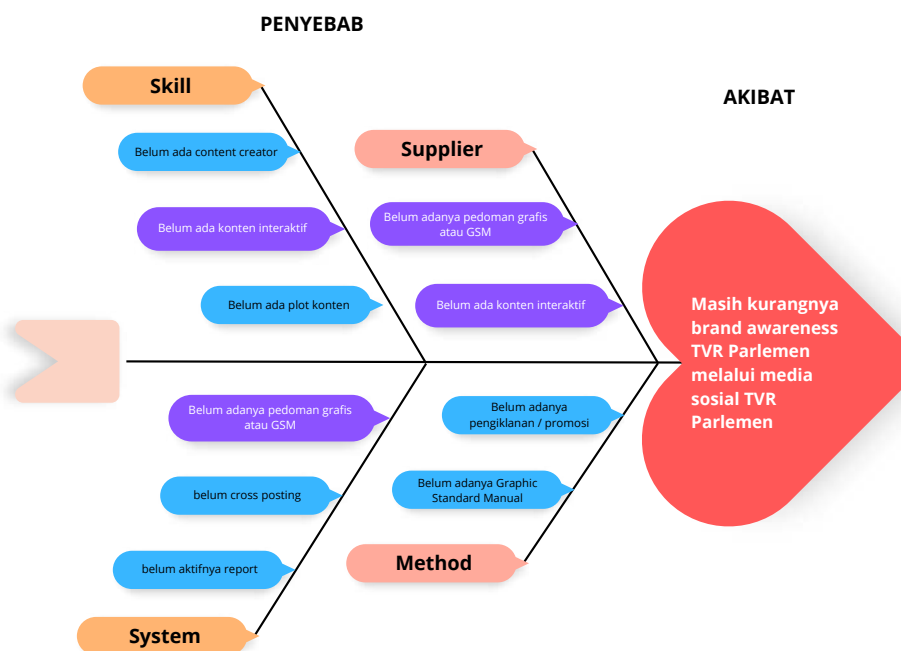 PENYEBAB
AKIBAT
Skill
Belum ada content creator
Belum ada konten interaktif
Belum ada plot konten
Supplier
Belum adanya pedoman grafis
atau GSM
Belum ada konten interaktif
Masih kurangnya
brand awareness
TVR Parlemen
melalui media
sosial TVR
Parlemen
Belum adanya pedoman grafis
atau GSM
belum cross posting
belum aktifnya report
System
Belum adanya
pengiklanan / promosi
Belum adanya Graphic
Standard Manual
Method